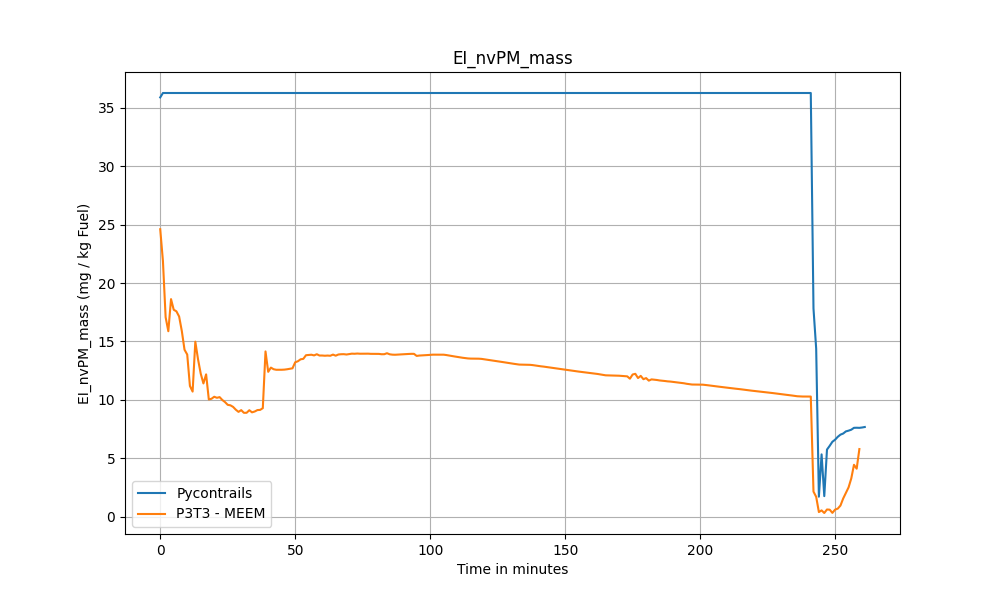 EI_nvPM_mass
EI_nvPM_mass (mg / kg Fuel)
35
30
25
20
15
10
5
0
Pycontrails
P3T3 - MEEM
0 50 100 150 200 250
Time in minutes